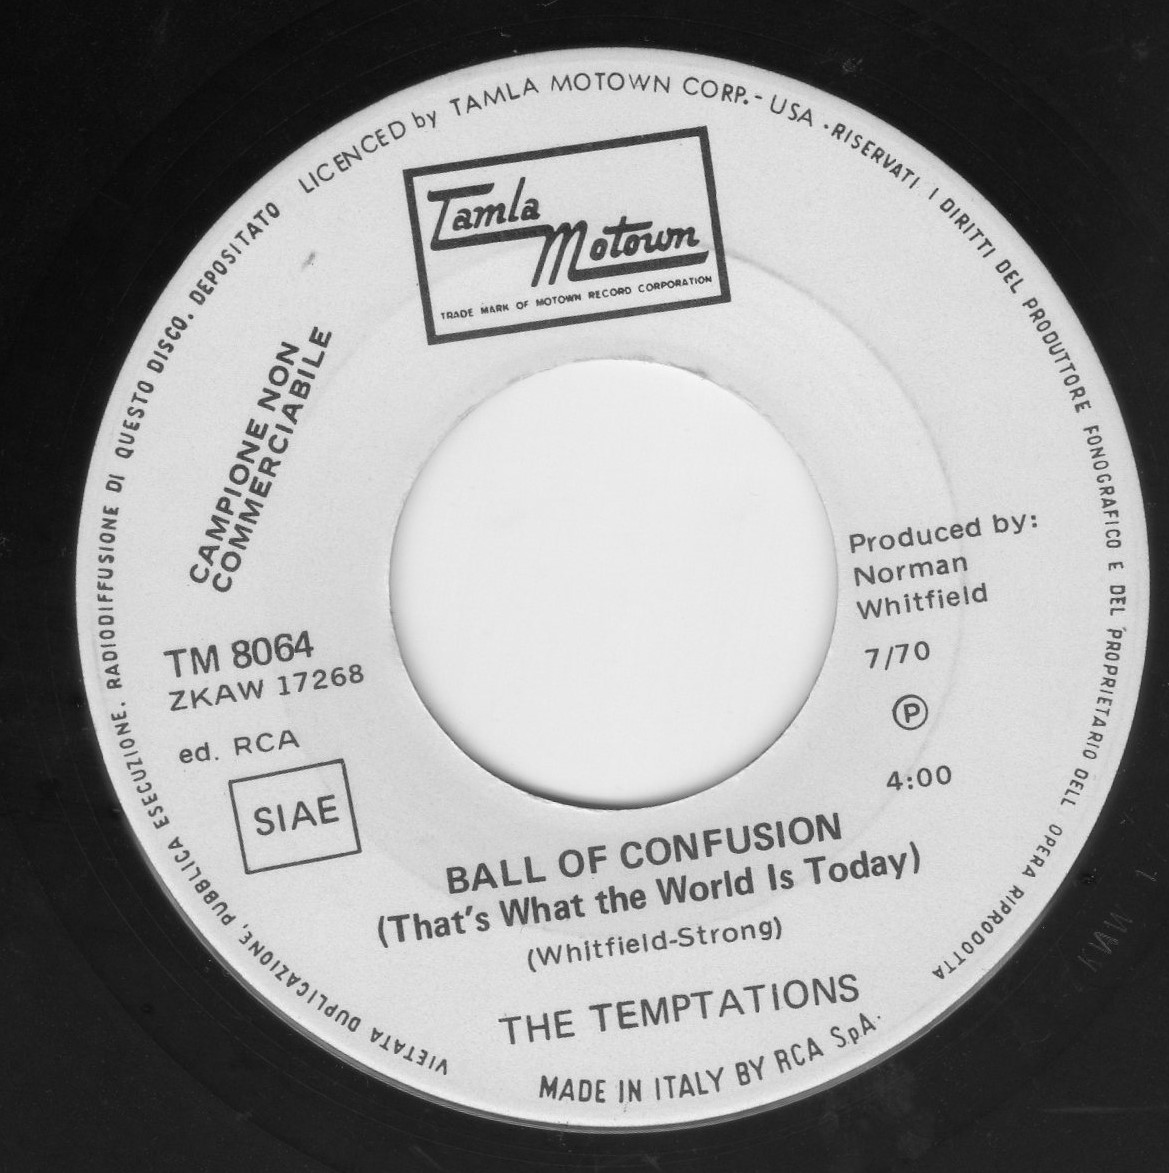 LICENCED by TAMLA MOTOWN CORP.- USA · RISERVATI I DIRITTI DEL PRODUTTORE FONOGRAFICO E DEL PROPRIETARIO DELL OPERA RIPRODOTTA
Tamla
Motown
TRADE MARK OF MOTOWN RECORD CORPORATION
CAMPIONE NON
COMMERCIABILE
Produced by:
Norman
Whitfield
TM 8064
ZKAW 17268
7/70
Ⓟ
ed. RCA
4:00
SIAE
BALL OF CONFUSION
(That's What the World Is Today)
(Whitfield-Strong)
THE TEMPTATIONS
MADE IN ITALY BY RCA S.p.A.
VIETATA DUPLICAZIONE, PUBBLICA ESECUZIONE. RADIODIFFUSIONE DI QUESTO DISCO. DEPOSITATO